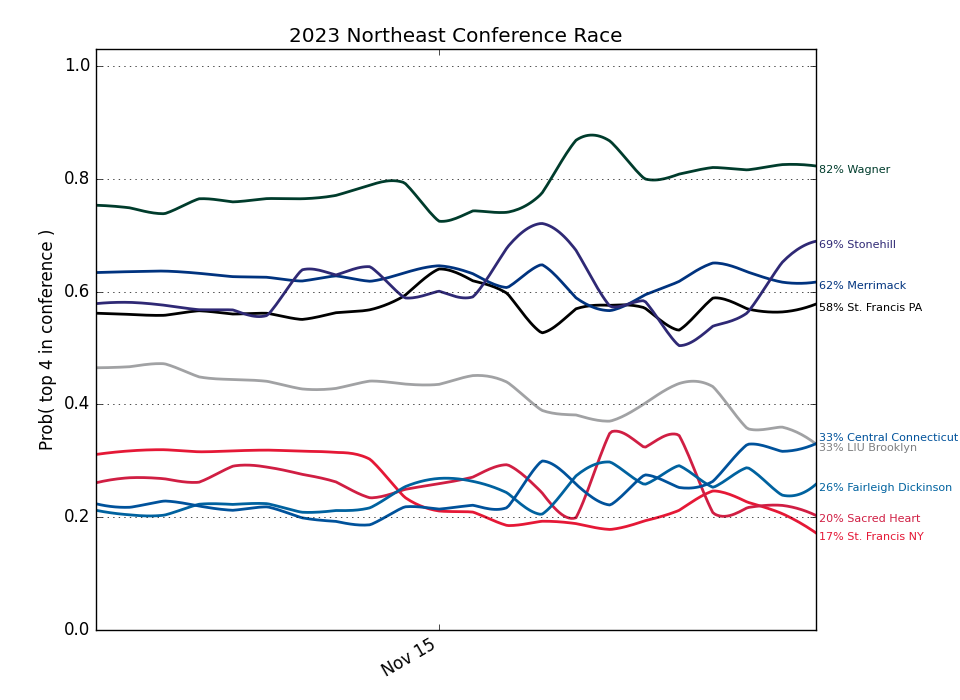 2023 Northeast Conference Race
Prob( top 4 in conference )
1.0
0.8
0.6
0.4
0.2
0.0
Nov 15
82% Wagner
69% Stonehill
62% Merrimack
58% St. Francis PA
33% Central Connecticut
33% LIU Brooklyn
26% Fairleigh Dickinson
20% Sacred Heart
17% St. Francis NY